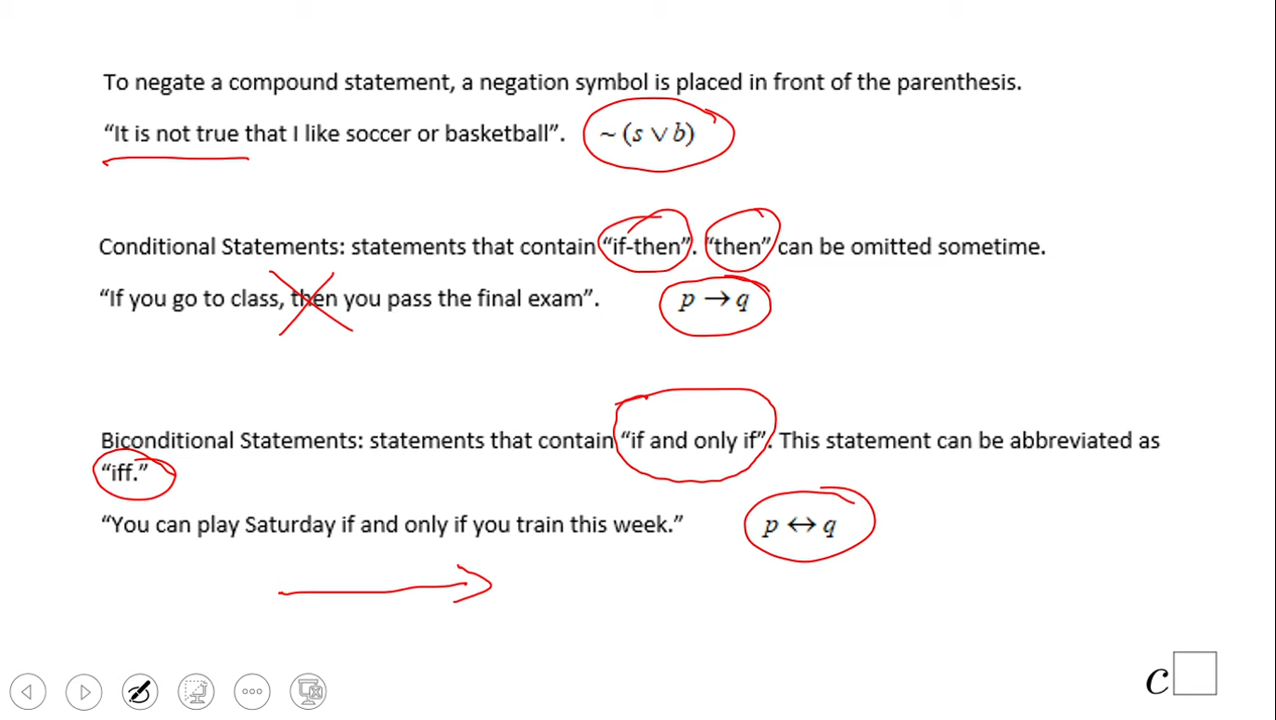 To negate a compound statement, a negation symbol is placed in front of the parenthesis.
“It is not true that I like soccer or basketball”. ~ (s ∨ b)
Conditional Statements: statements that contain “if-then”. “then” can be omitted sometime.
“If you go to class, then you pass the final exam”. p → q
Biconditional Statements: statements that contain “if and only if”. This statement can be abbreviated as
“iff.”
“You can play Saturday if and only if you train this week.” p ↔ q
c